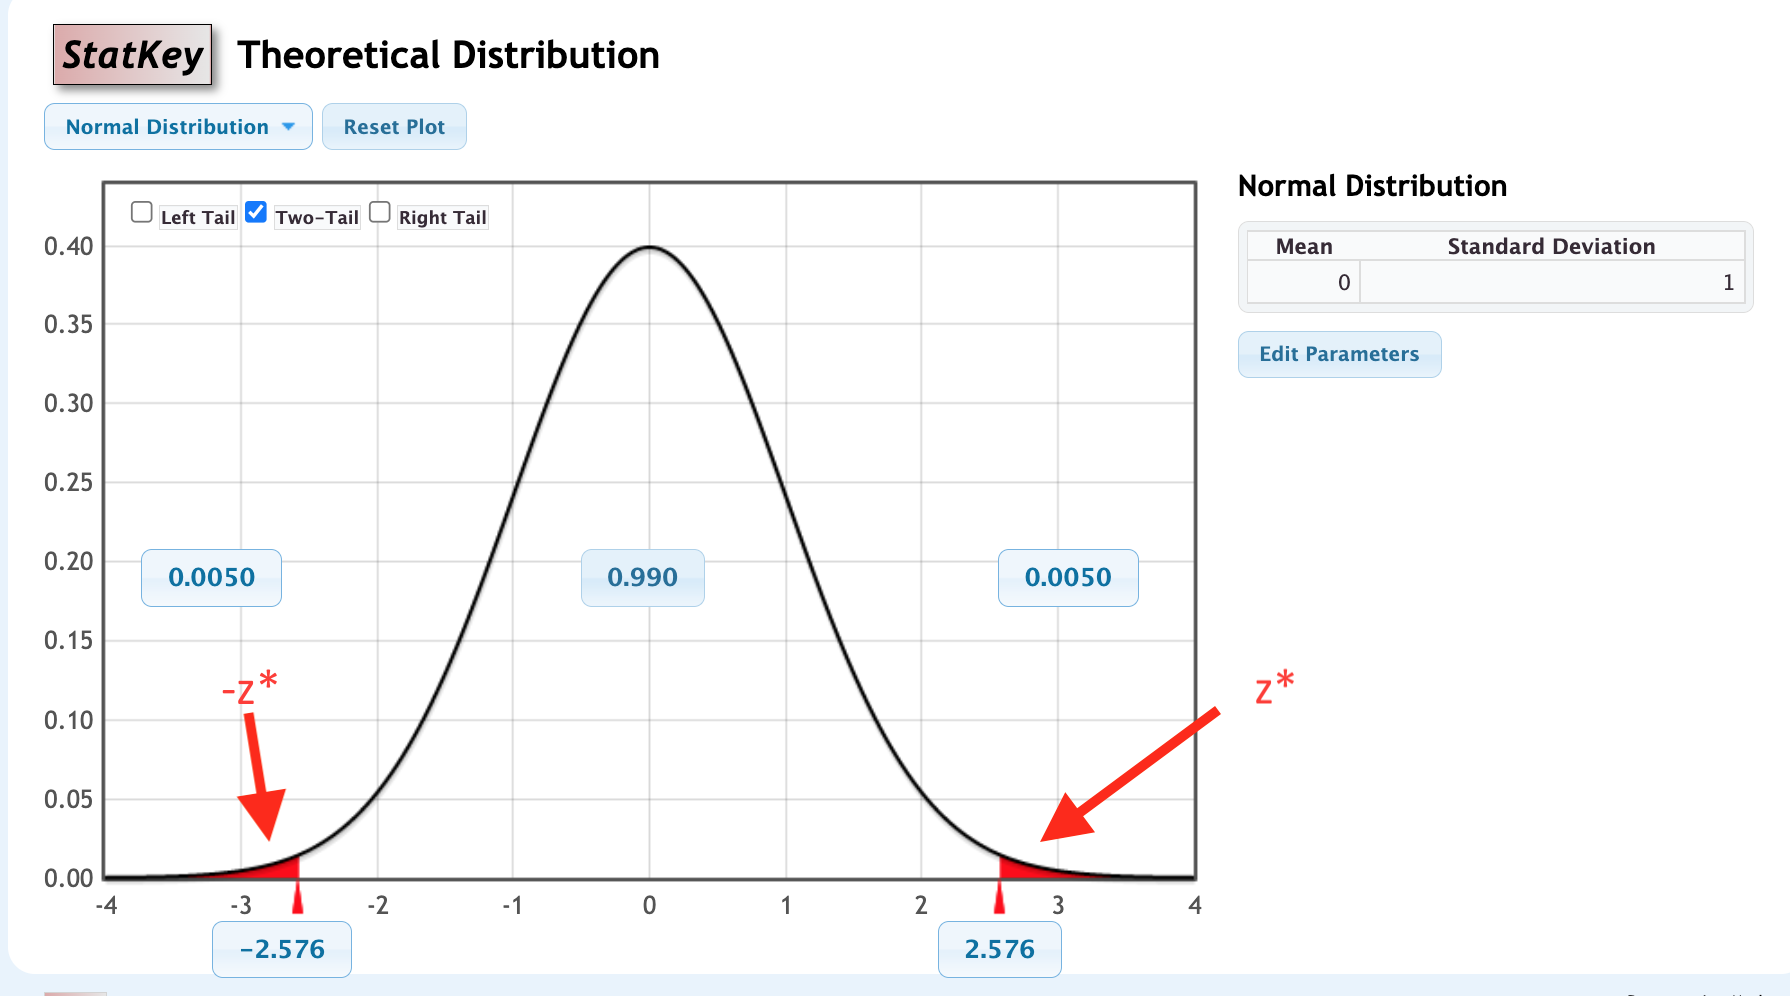 StatKey Theoretical Distribution
Normal Distribution Reset Plot
Normal Distribution
Left Tail Two-Tail Right Tail
Mean Standard Deviation
0 1
Edit Parameters
0.40
0.35
0.30
0.25
0.20
0.15
0.10
0.05
0.00
0.0050 0.990 0.0050
-z* z*
-4 -3 -2 -1 0 1 2 3 4
-2.576 2.576